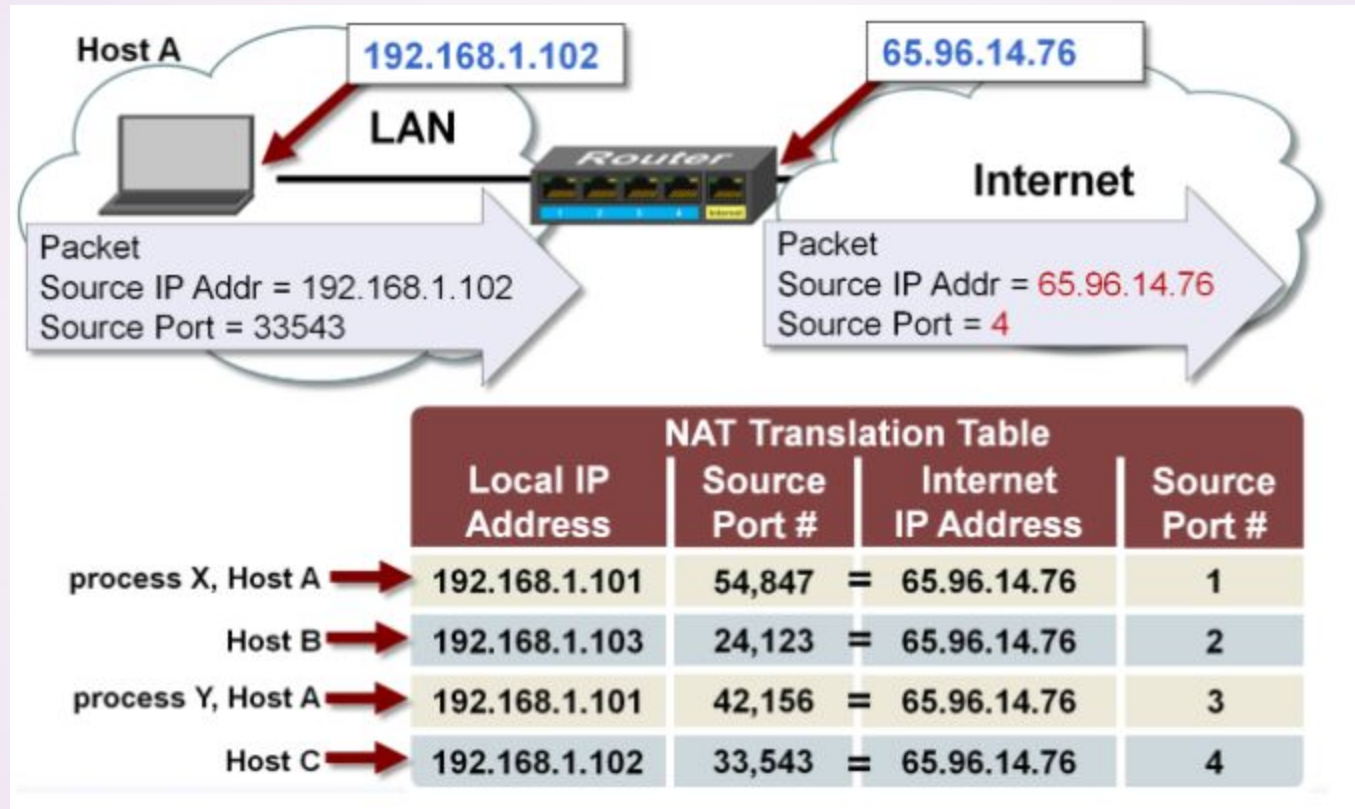 Host A
192.168.1.102
65.96.14.76
LAN
Router
Internet
1 2 3 4 Internet
Packet
Source IP Addr = 192.168.1.102
Source Port = 33543
Packet
Source IP Addr = 65.96.14.76
Source Port = 4
NAT Translation Table
Local IP Address
Source Port #
Internet IP Address
Source Port #
process X, Host A 192.168.1.101 54,847 = 65.96.14.76 1
Host B 192.168.1.103 24,123 = 65.96.14.76 2
process Y, Host A 192.168.1.101 42,156 = 65.96.14.76 3
Host C 192.168.1.102 33,543 = 65.96.14.76 4